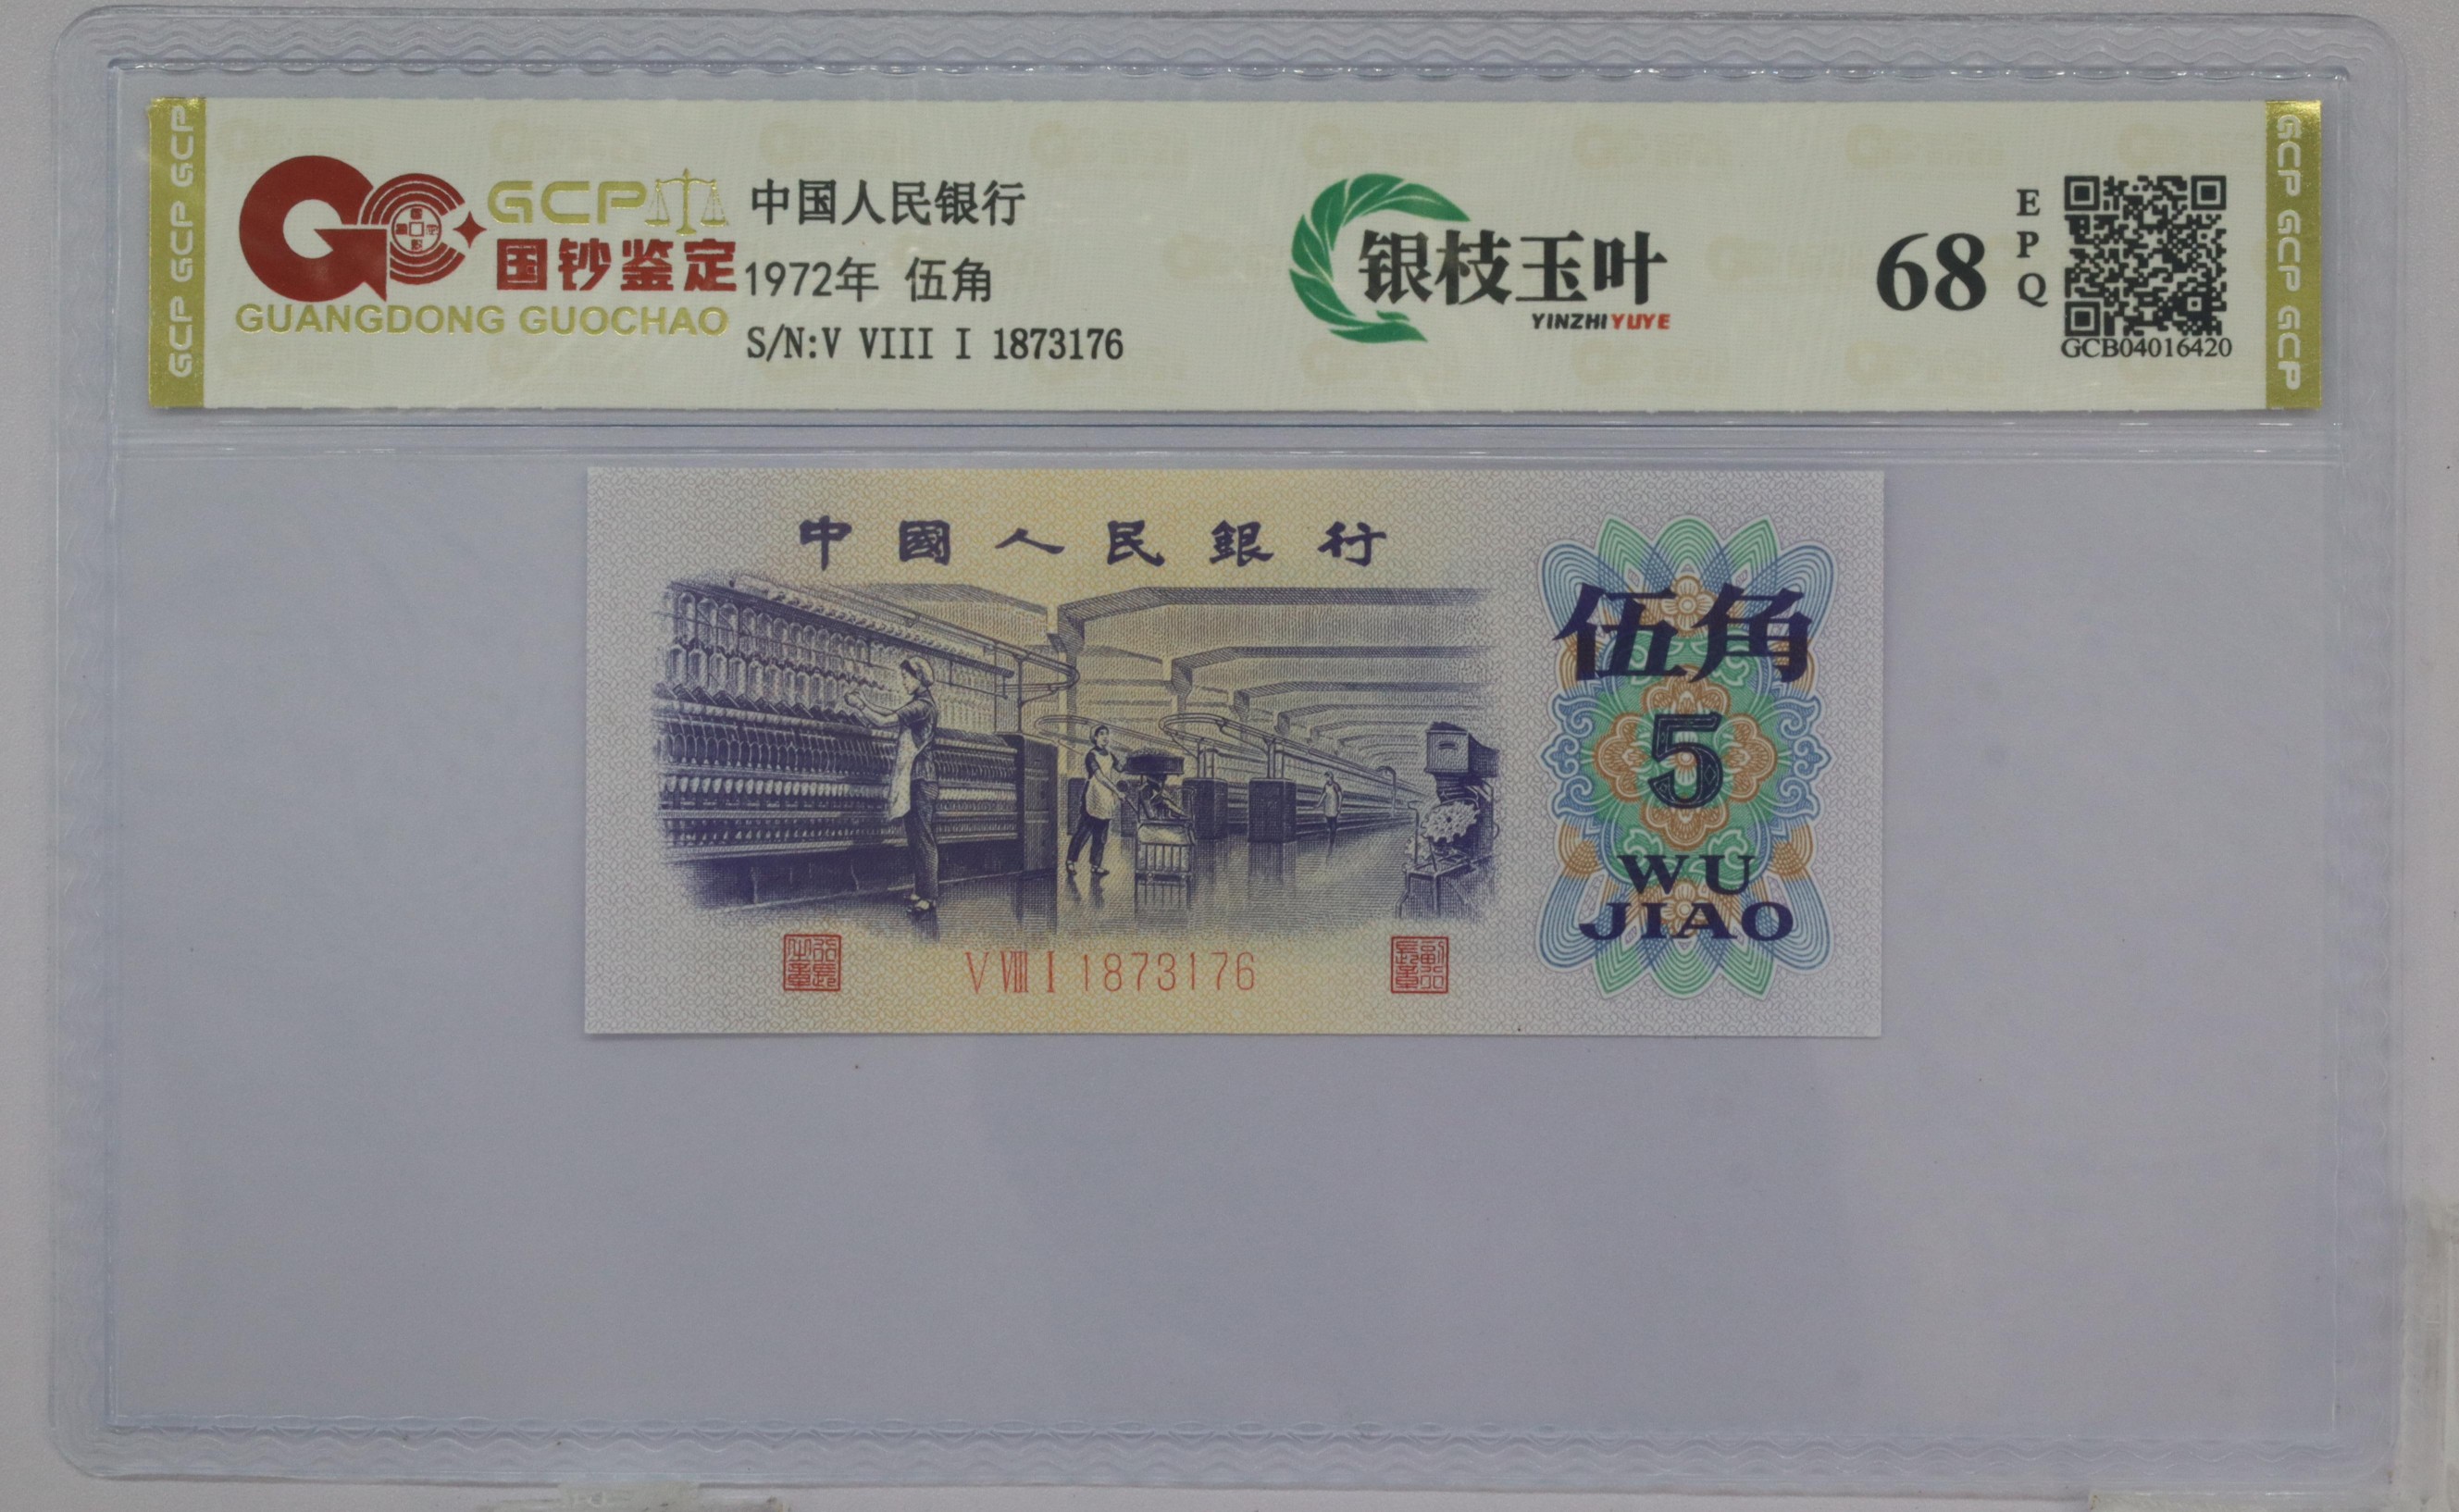 GCP GCP GCP
GCP
国钞鉴定
GUANGDONG GUOCHAO
中国人民银行
1972年 伍角
S/N:V VIII I 1873176
银枝玉叶
YINZHIYUYE
68
EPQ
GCB04016420
GCP GCP GCP
中國人民銀行
伍角
5
WU
JIAO
V VIII I 1873176